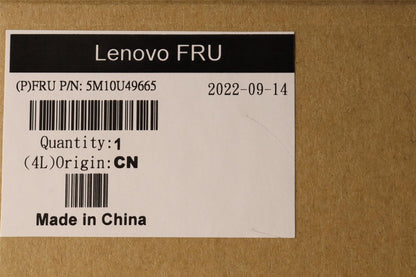 Lenovo FRU
(P)FRU P/N: 5M10U49665
2022-09-14
Quantity:1
(4L)Origin:CN
Made in China